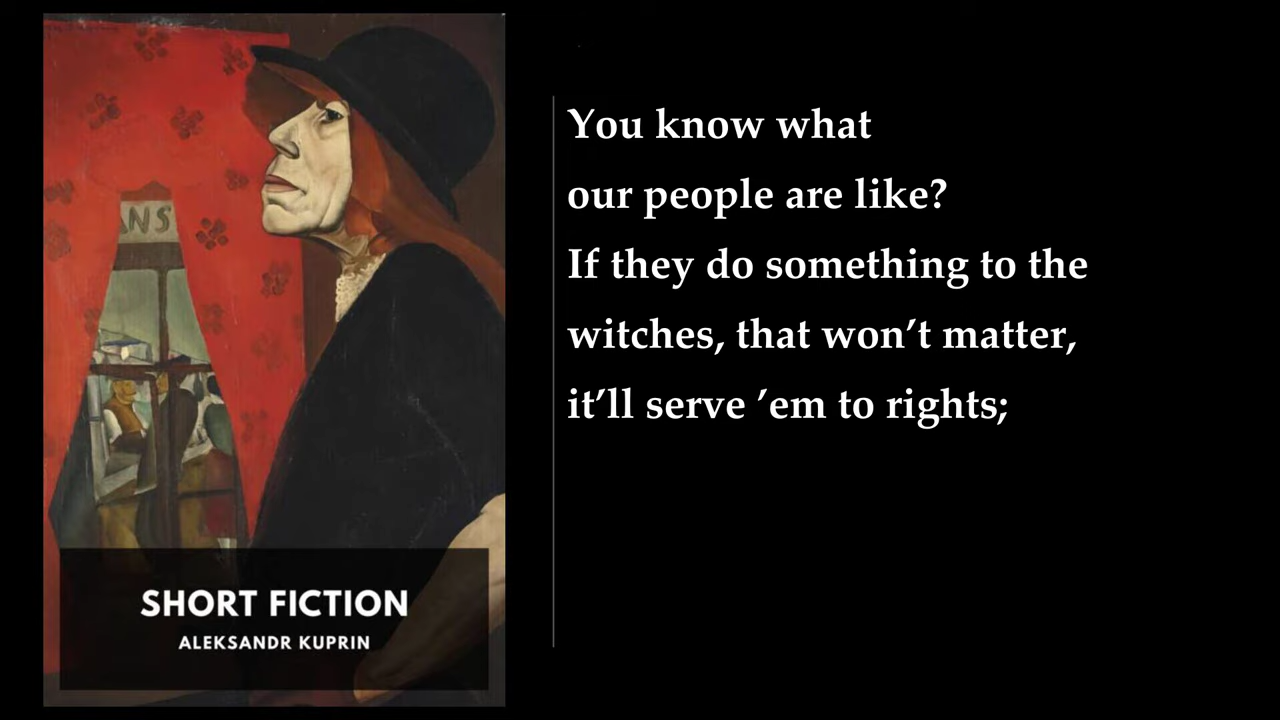 NS
SHORT FICTION
ALEKSANDR KUPRIN
You know what
our people are like?
If they do something to the
witches, that won’t matter,
it’ll serve ’em to rights;